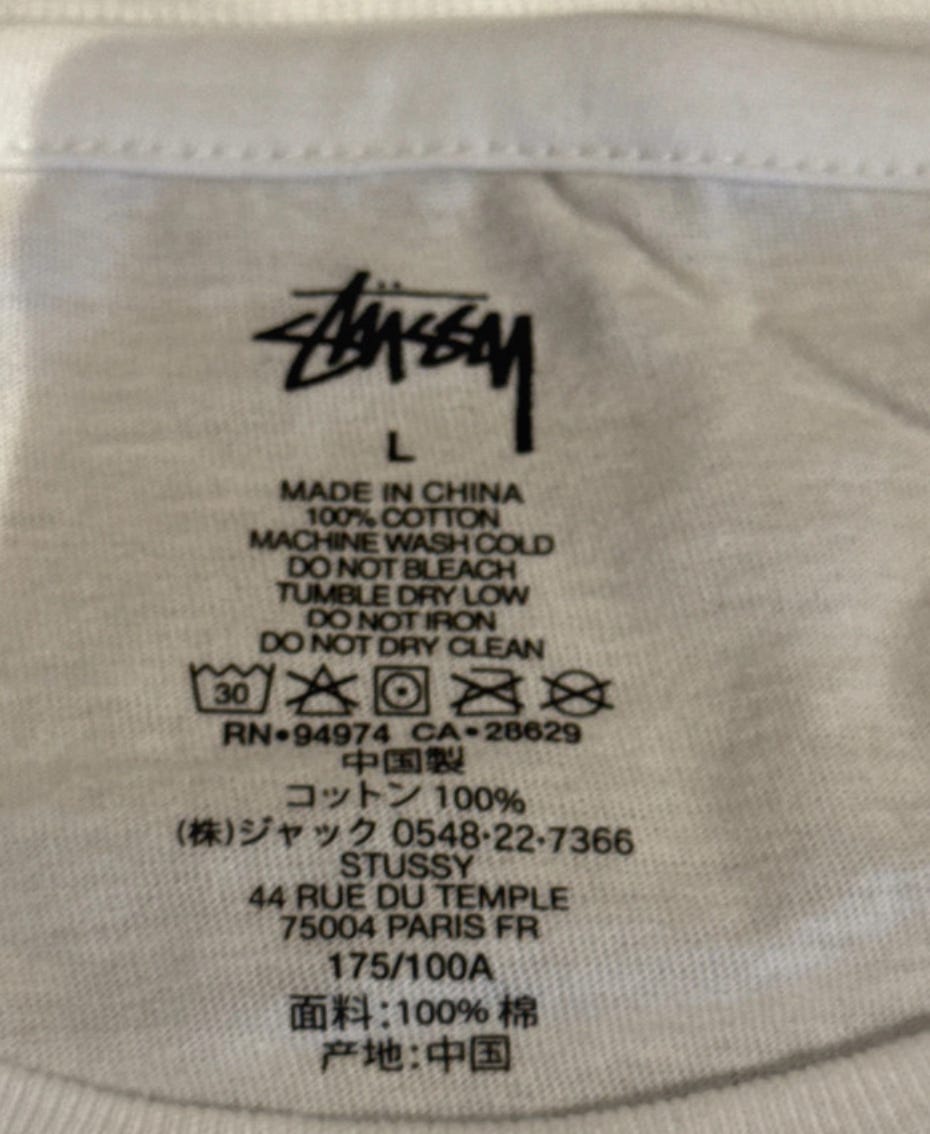 Stüssy
L
MADE IN CHINA
100% COTTON
MACHINE WASH COLD
DO NOT BLEACH
TUMBLE DRY LOW
DO NOT IRON
DO NOT DRY CLEAN
30
RN•94974 CA•28629
中国製
コットン 100%
(株)ジャック 0548·22·7366
STUSSY
44 RUE DU TEMPLE
75004 PARIS FR
175/100A
面料:100% 棉
产地:中国